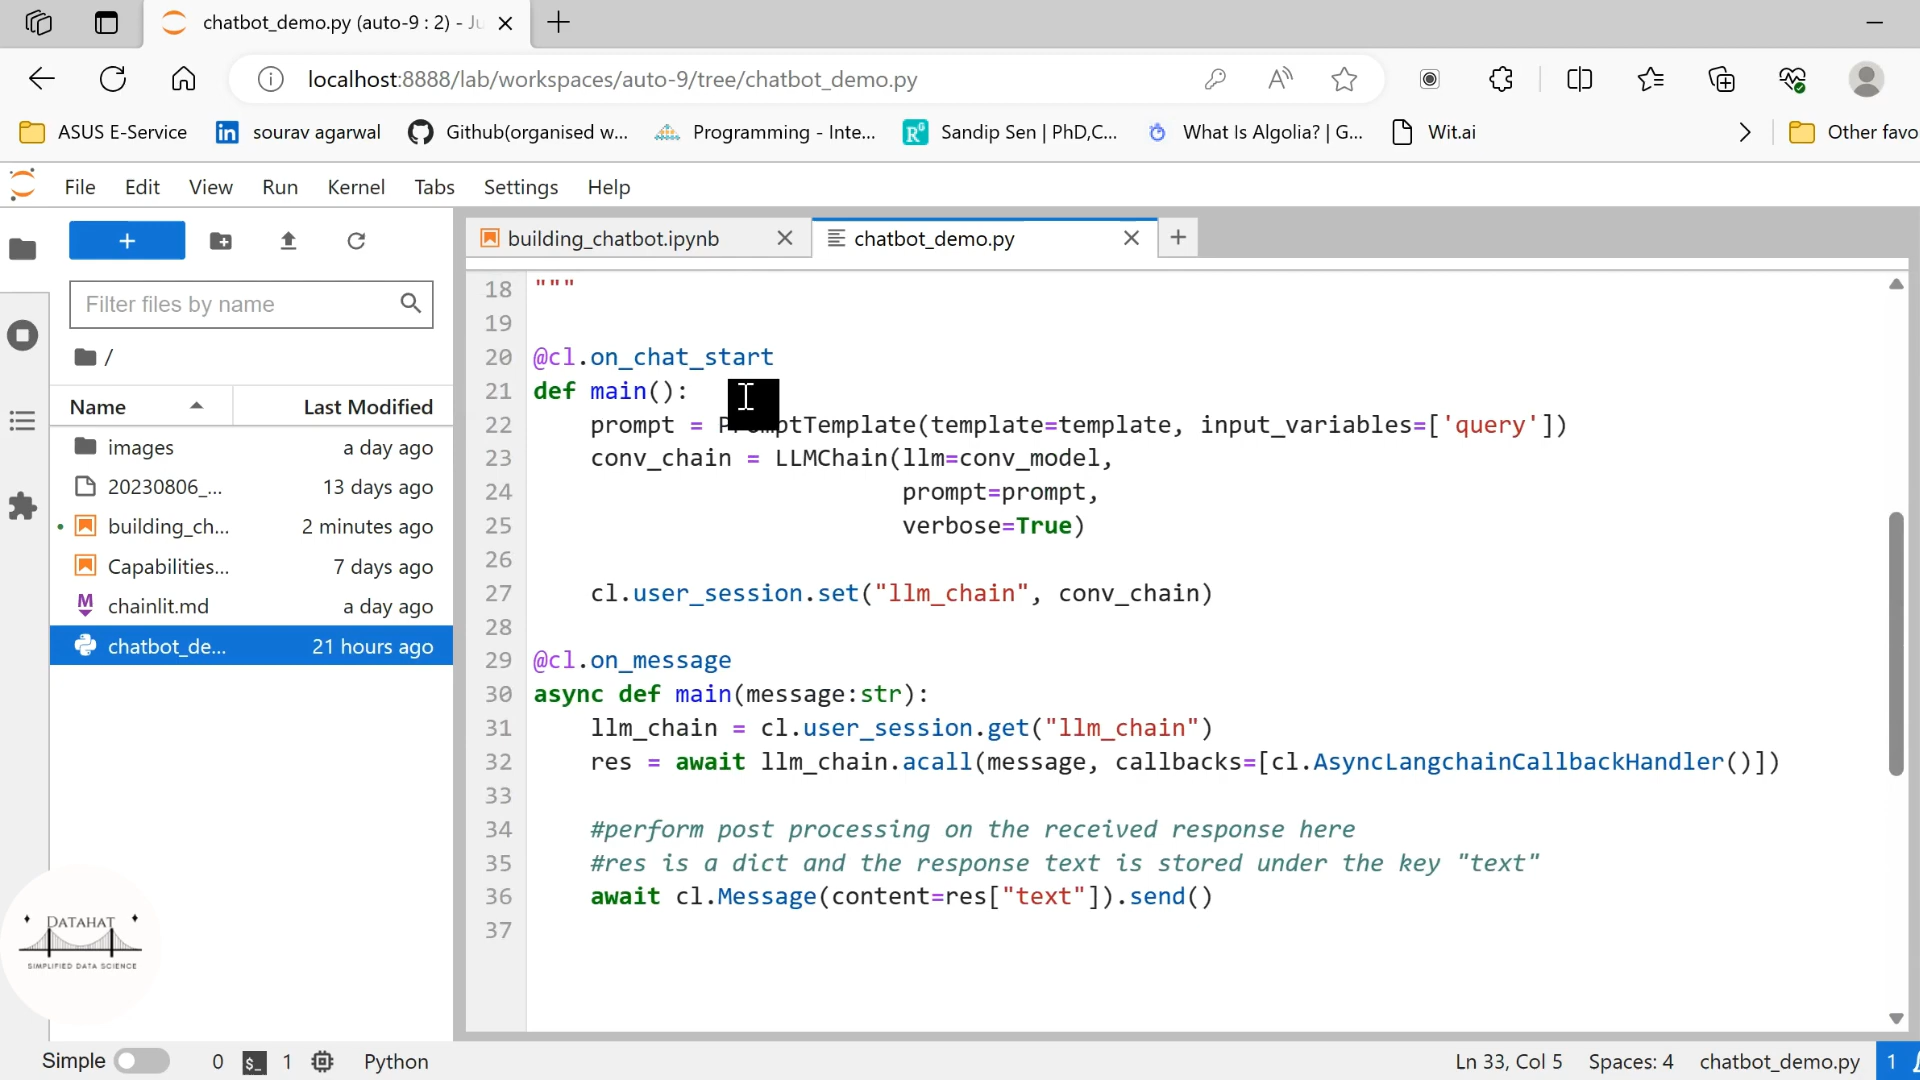 chatbot_demo.py (auto-9 : 2) - Ju
localhost:8888/lab/workspaces/auto-9/tree/chatbot_demo.py
ASUS E-Service
sourav agarwal
Github(organised w...
Programming - Inte...
Sandip Sen | PhD,C...
What Is Algolia? | G...
Wit.ai
Other favo
File Edit View Run Kernel Tabs Settings Help
building_chatbot.ipynb
chatbot_demo.py
Filter files by name
/
Name Last Modified
images a day ago
20230806_... 13 days ago
building_ch... 2 minutes ago
Capabilities... 7 days ago
chainlit.md a day ago
chatbot_de... 21 hours ago
18 """
19
20 @cl.on_chat_start
21 def main():
22     prompt = PromptTemplate(template=template, input_variables=['query'])
23     conv_chain = LLMChain(llm=conv_model,
24                           prompt=prompt,
25                           verbose=True)
26
27     cl.user_session.set("llm_chain", conv_chain)
28
29 @cl.on_message
30 async def main(message:str):
31     llm_chain = cl.user_session.get("llm_chain")
32     res = await llm_chain.acall(message, callbacks=[cl.AsyncLangchainCallbackHandler()])
33
34     #perform post processing on the received response here
35     #res is a dict and the response text is stored under the key "text"
36     await cl.Message(content=res["text"]).send()
37
DATAHAT
SIMPLIFIED DATA SCIENCE
Simple 0 $_ 1 Python Ln 33, Col 5 Spaces: 4 chatbot_demo.py 1